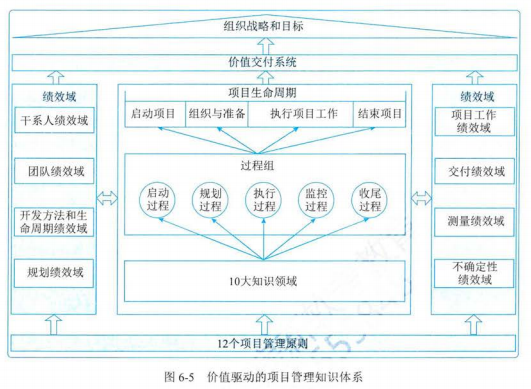 组织战略和目标
价值交付系统
绩效域
干系人绩效域
团队绩效域
开发方法和生
命周期绩效域
规划绩效域
项目生命周期
启动项目
组织与准备
执行项目工作
结束项目
过程组
启动
过程
规划
过程
执行
过程
监控
过程
收尾
过程
10大知识领域
绩效域
项目工作
绩效域
交付绩效域
测量绩效域
不确定性
绩效域
12个项目管理原则
图 6-5 价值驱动的项目管理知识体系